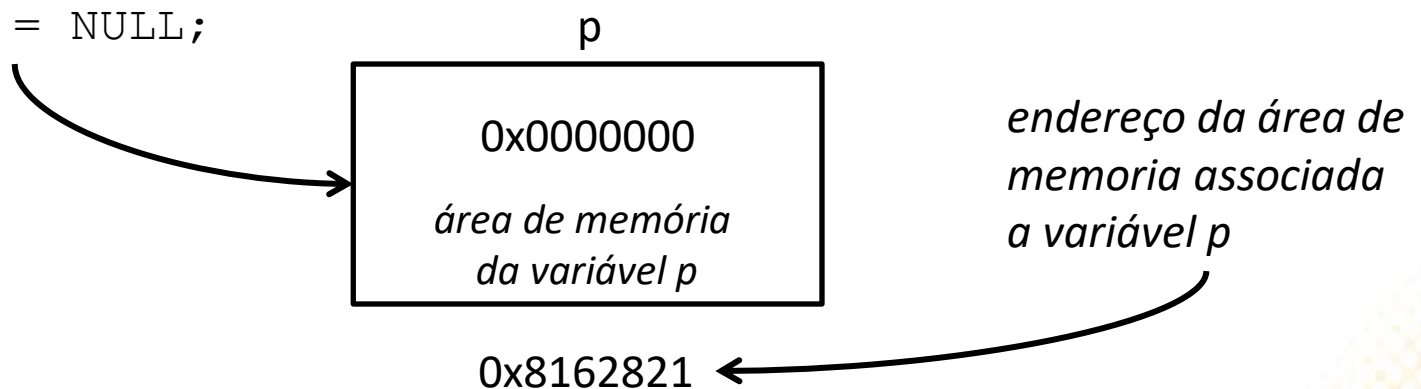 = NULL;
p
0x0000000
área de memória
da variável p
endereço da área de
memoria associada
a variável p
0x8162821